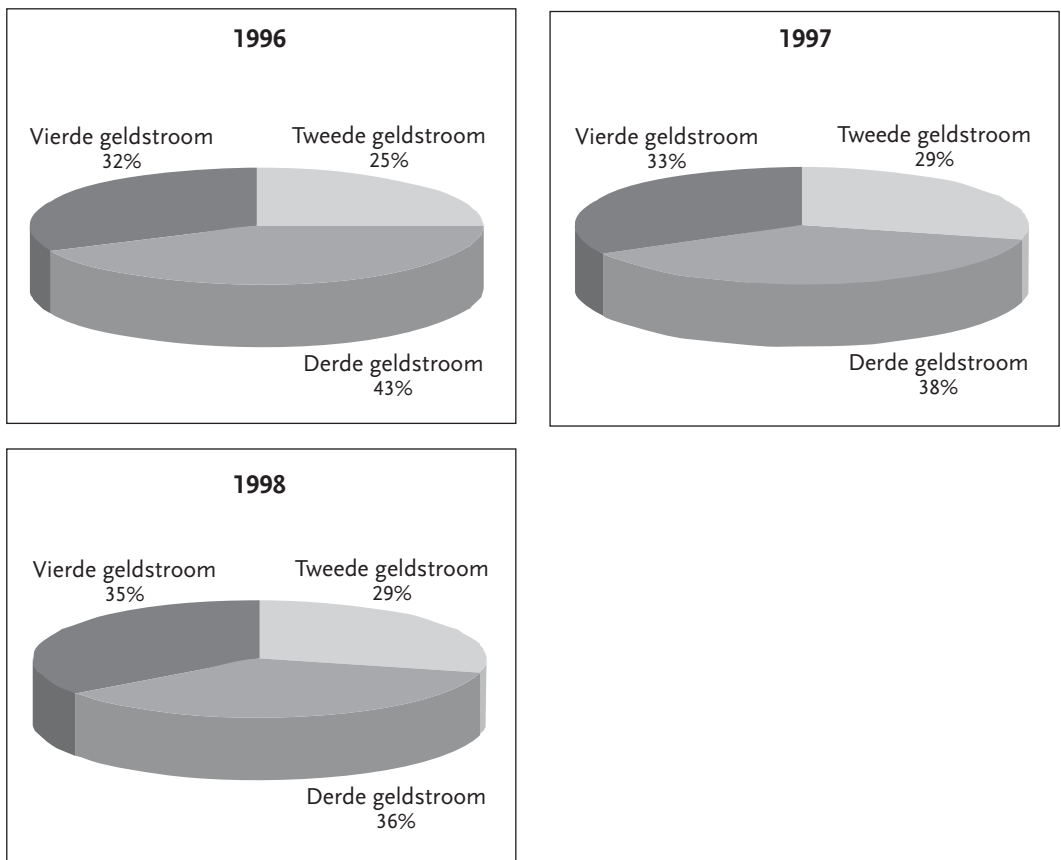 1996
Vierde geldstroom
32%
Tweede geldstroom
25%
Derde geldstroom
43%
1997
Vierde geldstroom
33%
Tweede geldstroom
29%
Derde geldstroom
38%
1998
Vierde geldstroom
35%
Tweede geldstroom
29%
Derde geldstroom
36%